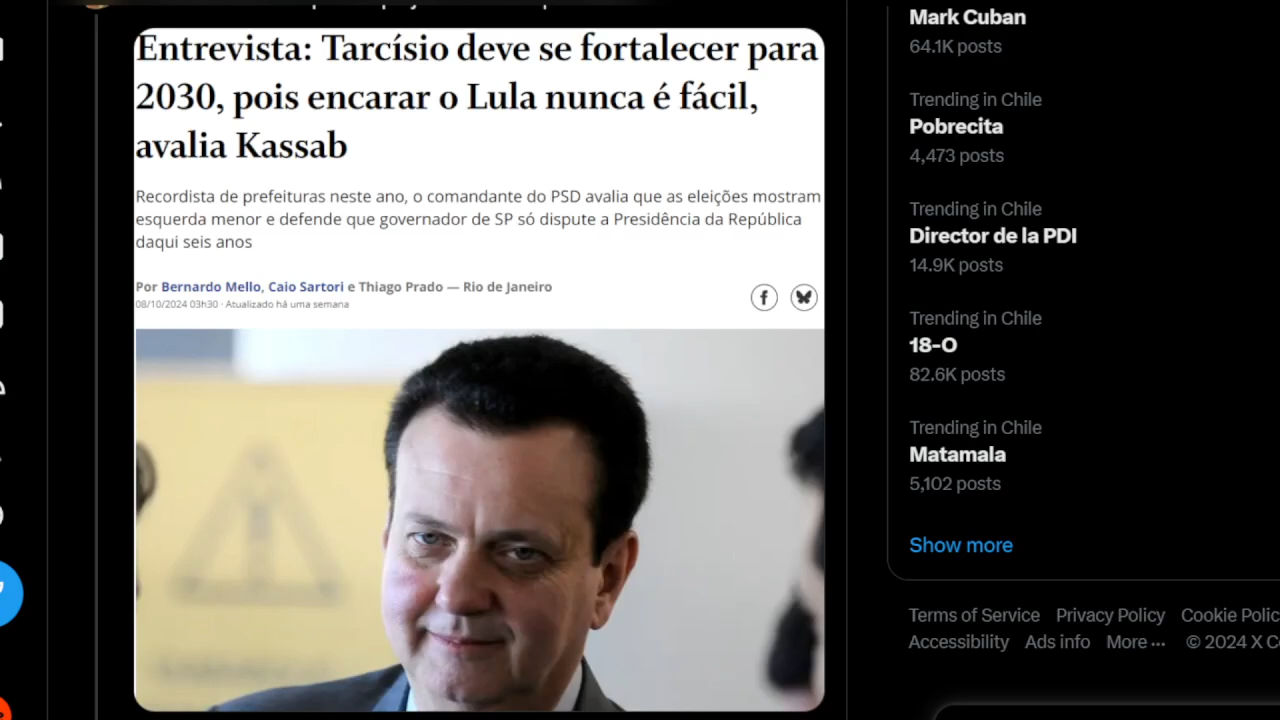 Entrevista: Tarcísio deve se fortalecer para
2030, pois encarar o Lula nunca é fácil,
avalia Kassab
Recordista de prefeituras neste ano, o comandante do PSD avalia que as eleições mostram
esquerda menor e defende que governador de SP só dispute a Presidência da República
daqui seis anos
Por Bernardo Mello, Caio Sartori e Thiago Prado — Rio de Janeiro
08/10/2024 03h30 · Atualizado há uma semana
Mark Cuban
64.1K posts
Trending in Chile
Pobrecita
4,473 posts
Trending in Chile
Director de la PDI
14.9K posts
Trending in Chile
18-O
82.6K posts
Trending in Chile
Matamala
5,102 posts
Show more
Terms of Service Privacy Policy Cookie Polic
Accessibility Ads info More ··· © 2024 X C